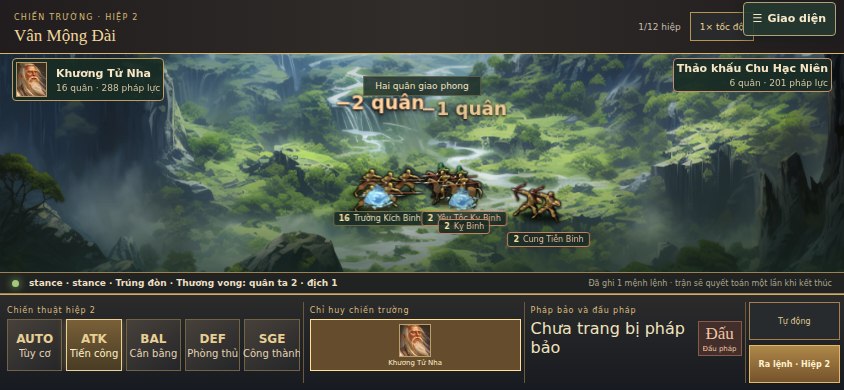 CHIẾN TRƯỜNG · HIỆP 2
Vân Mộng Đài
1/12 hiệp
1× tốc độ
☰ Giao diện
Khương Tử Nha
16 quân · 288 pháp lực
Thảo khấu Chu Hạc Niên
6 quân · 201 pháp lực
Hai quân giao phong
−2 quân
−1 quân
16 Trường Kích Binh
2 Yêu Tộc Kỵ Binh
2 Kỵ Binh
2 Cung Tiễn Binh
stance · stance · Trúng đòn · Thương vong: quân ta 2 · địch 1
Đã ghi 1 mệnh lệnh · trận sẽ quyết toán một lần khi kết thúc
Chiến thuật hiệp 2
AUTO
Tùy cơ
ATK
Tiến công
BAL
Cân bằng
DEF
Phòng thủ
SGE
Công thành
Chỉ huy chiến trường
Khương Tử Nha
Pháp bảo và đấu pháp
Chưa trang bị pháp
bảo
Đấu
Đấu pháp
Tự động
Ra lệnh · Hiệp 2